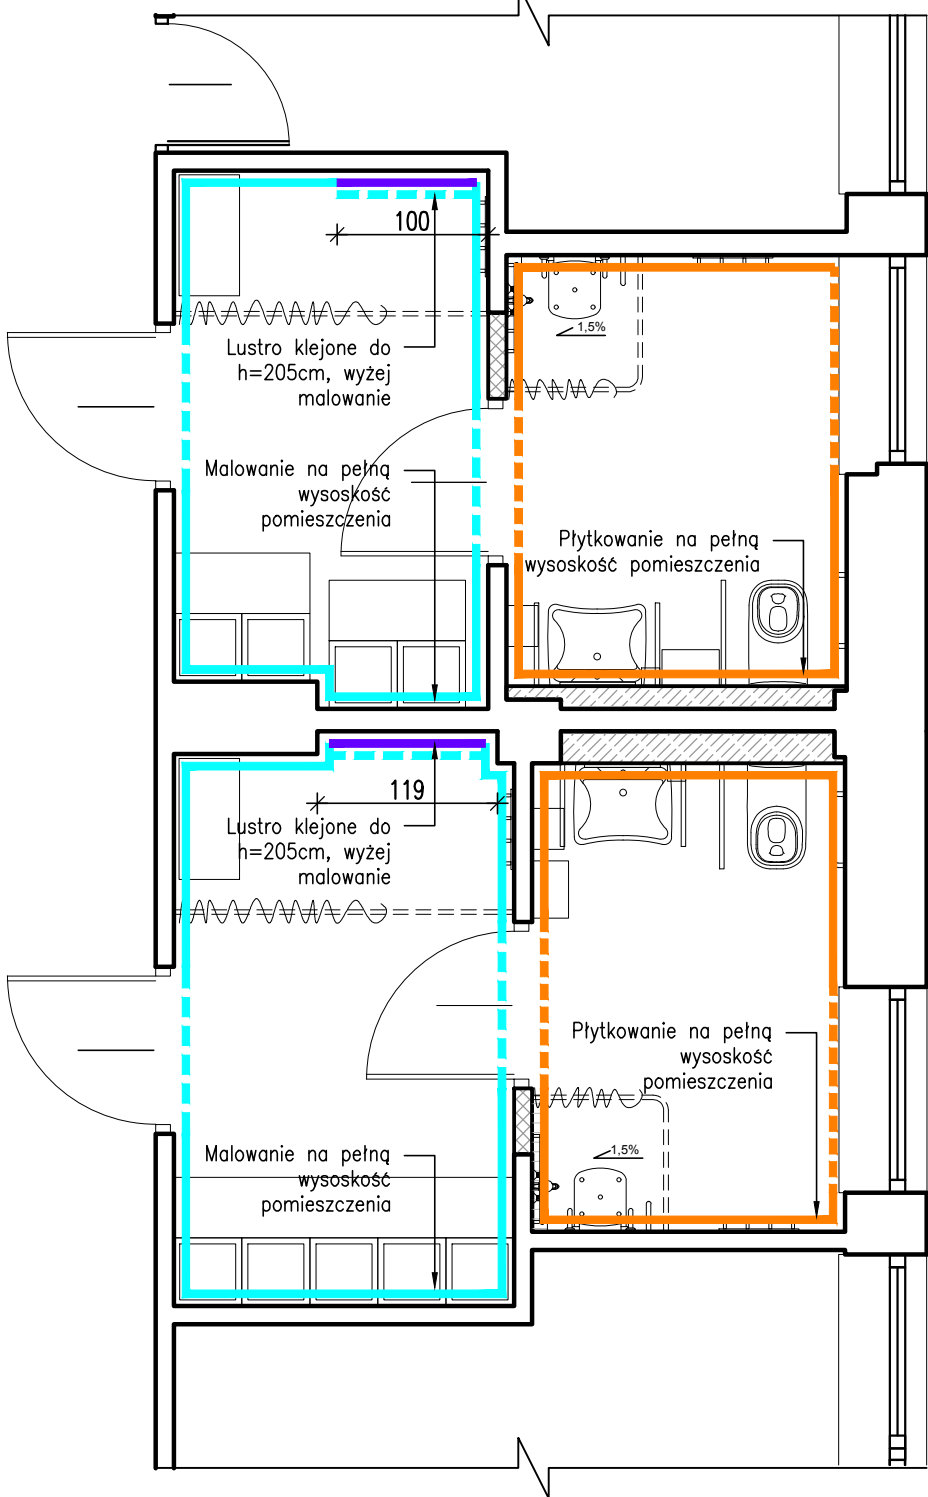 100
1,5%
Lustro klejone do
h=205cm, wyżej
malowanie
Malowanie na pełną
wysoskość
pomieszczenia
Płytkowanie na pełną
wysoskość pomieszczenia
119
Lustro klejone do
h=205cm, wyżej
malowanie
Płytkowanie na pełną
wysoskość
pomieszczenia
Malowanie na pełną
wysoskość
pomieszczenia
1,5%